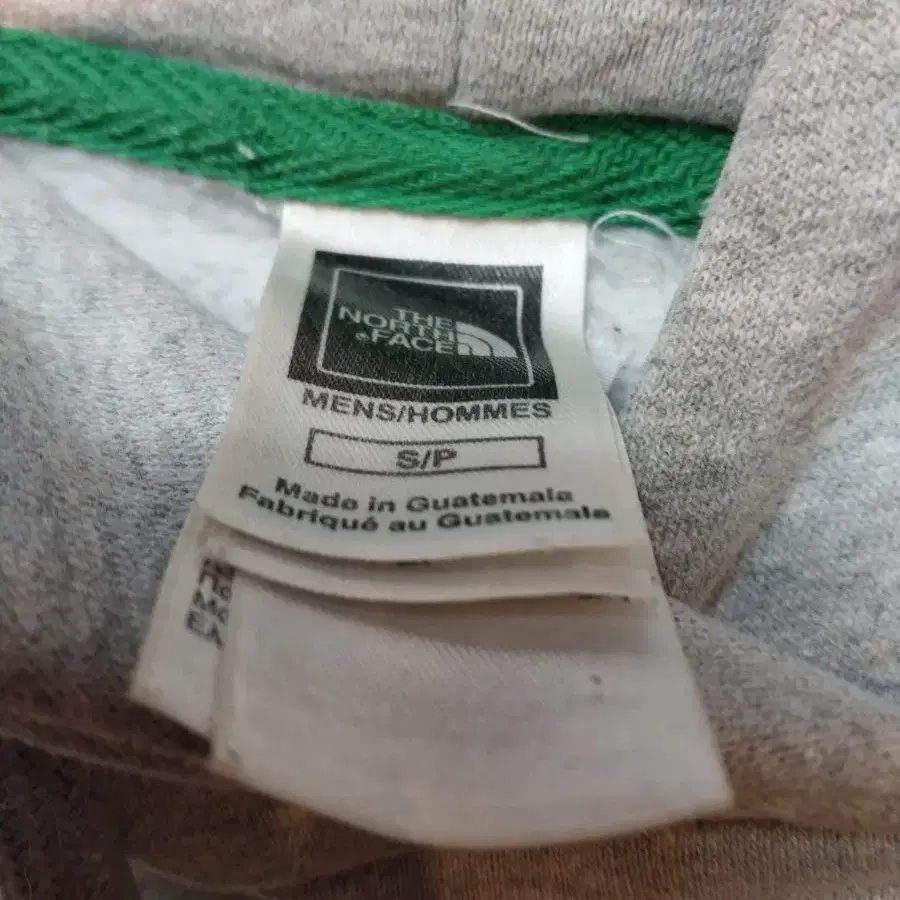 THE
NORTH
FACE
MENS/HOMMES
S/P
Made in Guatemala
Fabriqué au Guatemala